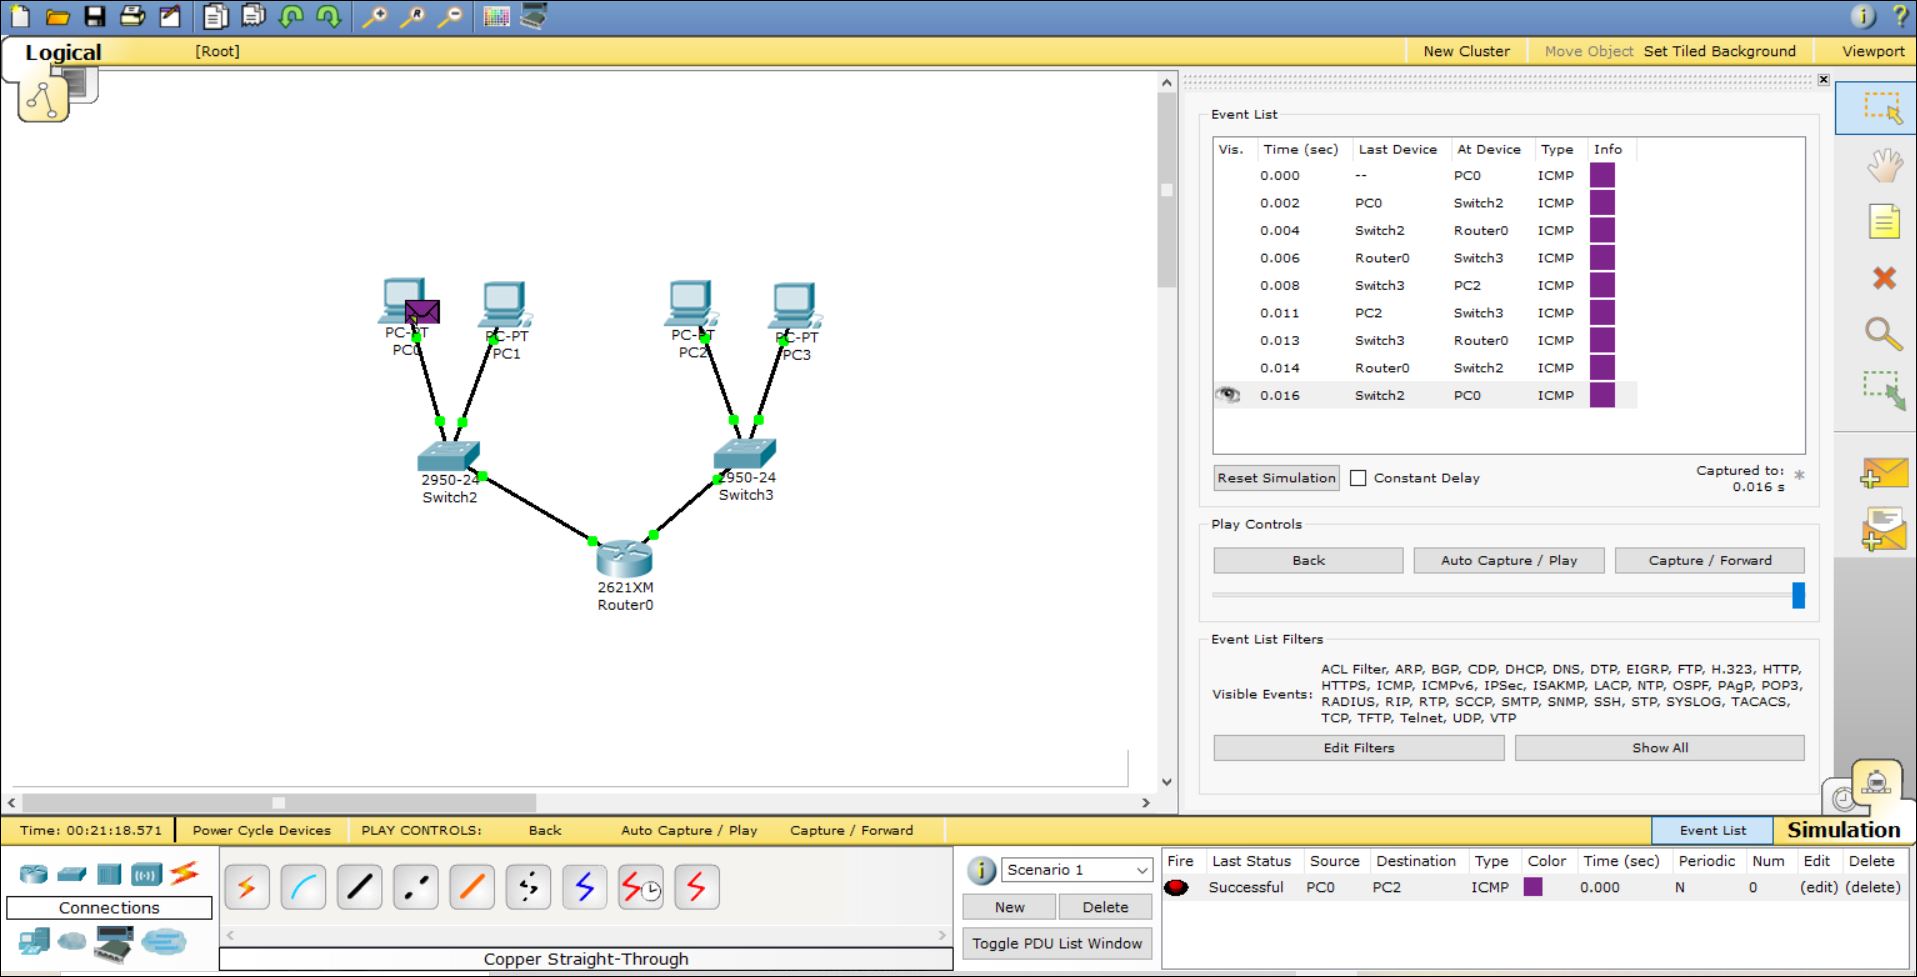 Logical
[Root]
New Cluster
Move Object
Set Tiled Background
Viewport
PC-PT
PC0
PC-PT
PC1
PC-PT
PC2
PC-PT
PC3
2950-24
Switch2
2950-24
Switch3
2621XM
Router0
Event List
Vis. Time (sec) Last Device At Device Type Info
0.000 -- PC0 ICMP
0.002 PC0 Switch2 ICMP
0.004 Switch2 Router0 ICMP
0.006 Router0 Switch3 ICMP
0.008 Switch3 PC2 ICMP
0.011 PC2 Switch3 ICMP
0.013 Switch3 Router0 ICMP
0.014 Router0 Switch2 ICMP
0.016 Switch2 PC0 ICMP
Reset Simulation
Constant Delay
Captured to: *
0.016 s
Play Controls
Back
Auto Capture / Play
Capture / Forward
Event List Filters
Visible Events:
ACL Filter, ARP, BGP, CDP, DHCP, DNS, DTP, EIGRP, FTP, H.323, HTTP,
HTTPS, ICMP, ICMPv6, IPSec, ISAKMP, LACP, NTP, OSPF, PAgP, POP3,
RADIUS, RIP, RTP, SCCP, SMTP, SNMP, SSH, STP, SYSLOG, TACACS,
TCP, TFTP, Telnet, UDP, VTP
Edit Filters
Show All
Time: 00:21:18.571
Power Cycle Devices
PLAY CONTROLS:
Back
Auto Capture / Play
Capture / Forward
Event List
Simulation
Connections
Copper Straight-Through
Scenario 1
New
Delete
Toggle PDU List Window
Fire Last Status Source Destination Type Color Time (sec) Periodic Num Edit Delete
Successful PC0 PC2 ICMP 0.000 N 0 (edit) (delete)